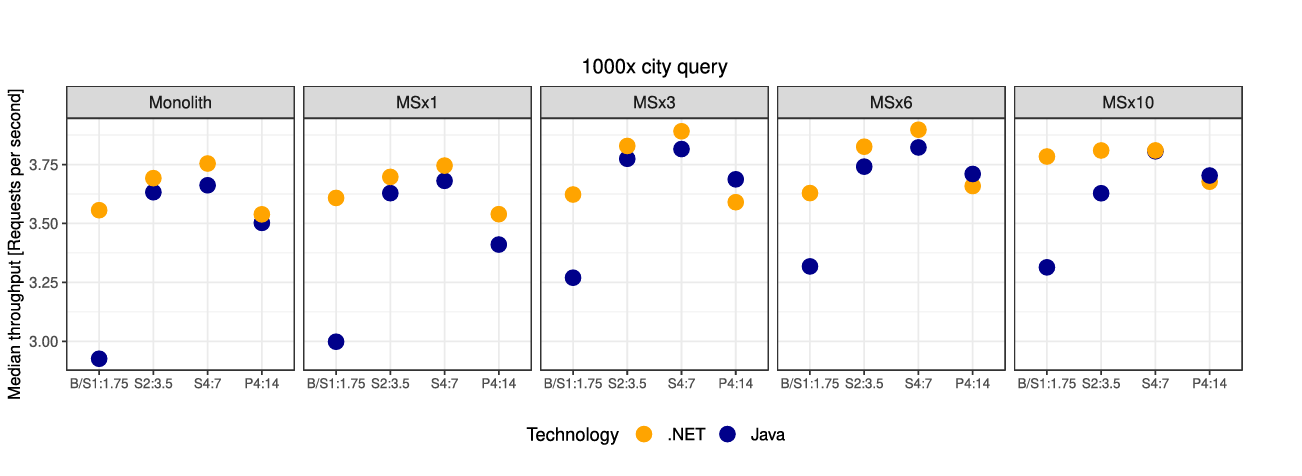 1000x city query
Monolith MSx1 MSx3 MSx6 MSx10
Median throughput [Requests per second]
3.75
3.50
3.25
3.00
B/S1:1.75 S2:3.5 S4:7 P4:14 B/S1:1.75 S2:3.5 S4:7 P4:14 B/S1:1.75 S2:3.5 S4:7 P4:14 B/S1:1.75 S2:3.5 S4:7 P4:14 B/S1:1.75 S2:3.5 S4:7 P4:14
Technology .NET Java